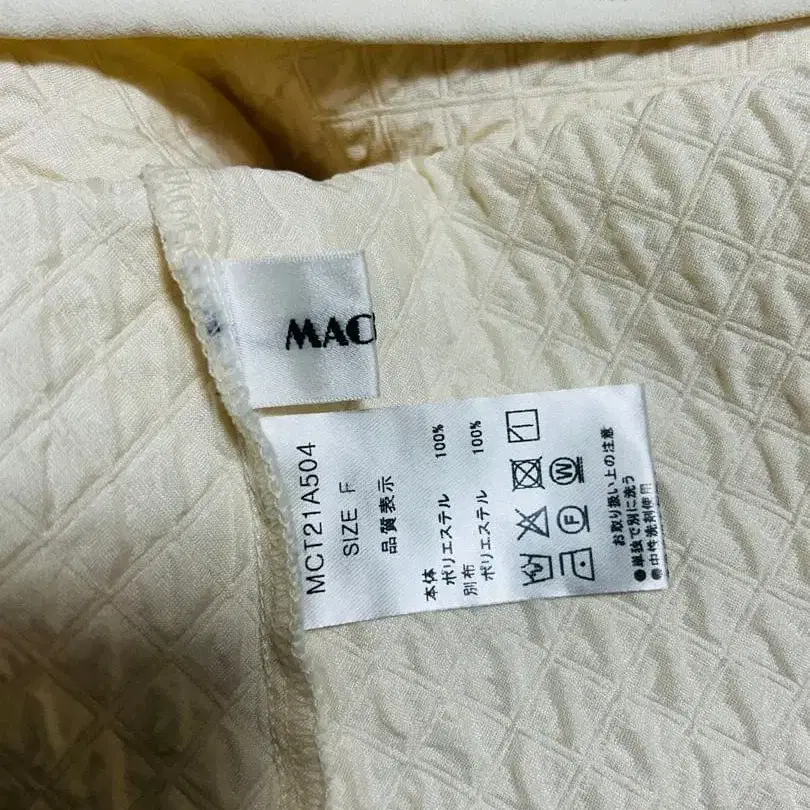 MAC
MCT21A504
SIZE F
品質表示
本体
ポリエステル 100%
別布
ポリエステル 100%
お取り扱い上の注意
●単独で別に洗う
●中性洗剤使用